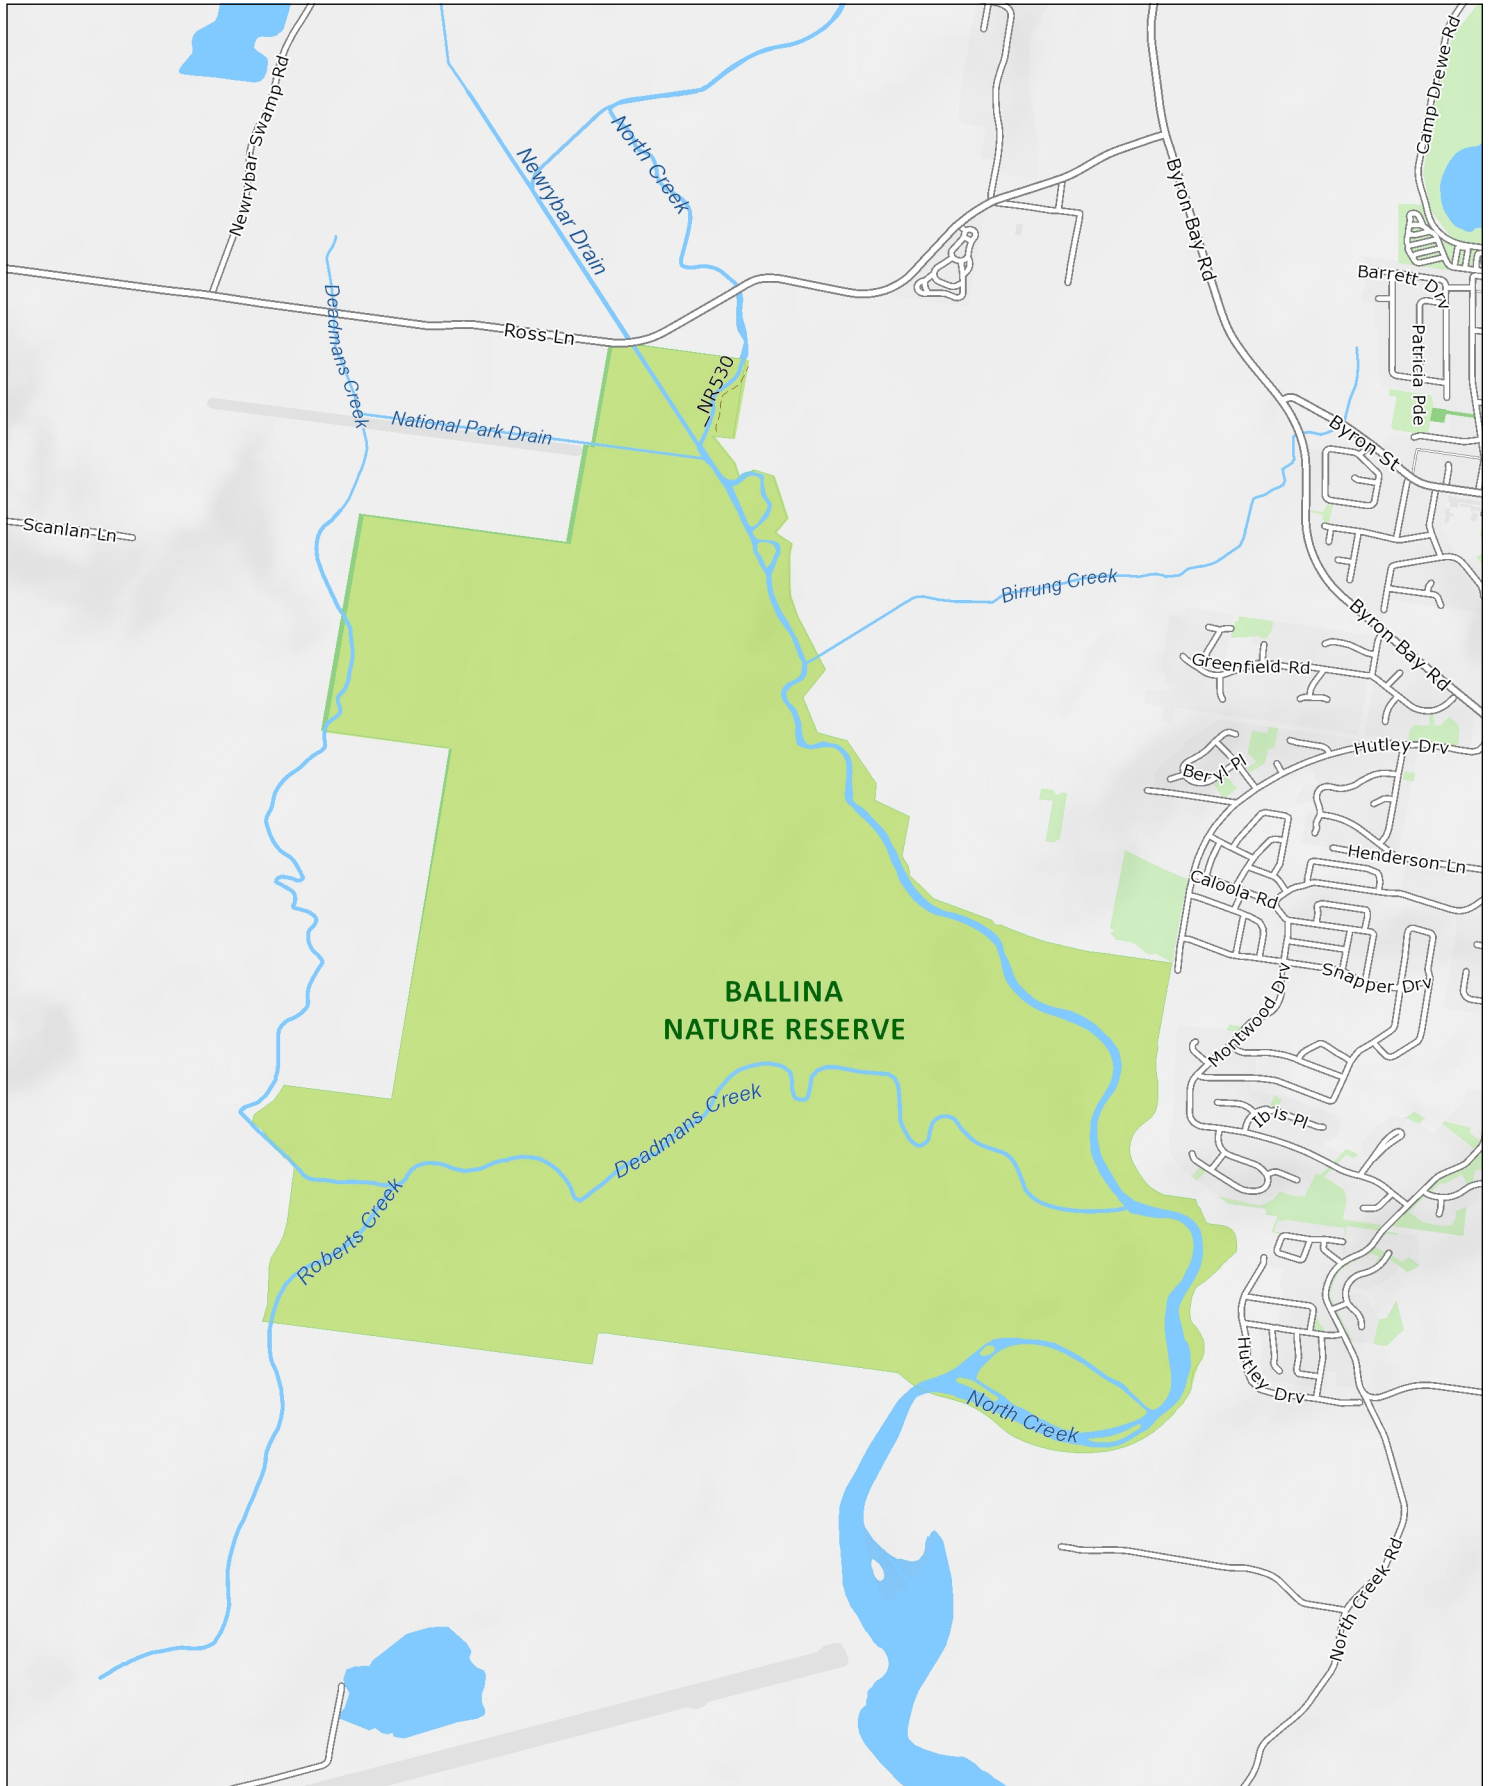 Camp-Drewe-Rd
Newrybar-Swamp-Rd
North Creek
Newrybar Drain
Byron-Bay-Rd
Barrett Drv
Deadmans Creek
Ross Ln
Patricia Pde
NR530
National Park Drain
Byron St
Scanlan Ln
Birrung Creek
Byron-Bay-Rd
Greenfield Rd
Hutley Drv
Beryl Pl
Henderson Ln
Caloola Rd
Snapper Drv
BALLINA
NATURE RESERVE
Montwood Drv
Deadmans Creek
Ibis Pl
Roberts Creek
Hutley Drv
North Creek
North Creek-Rd